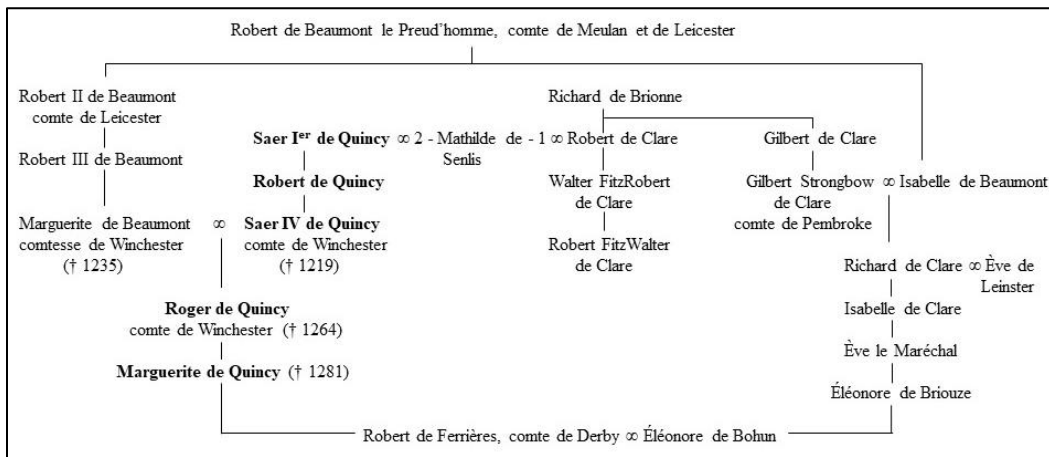 Robert de Beaumont le Preud’homme, comte de Meulan et de Leicester
Robert II de Beaumont
comte de Leicester
Richard de Brionne
Robert III de Beaumont
Saer Iᵉʳ de Quincy ∞ 2 - Mathilde de - 1 ∞ Robert de Clare
Senlis
Gilbert de Clare
Robert de Quincy
Walter FitzRobert
de Clare
Gilbert Strongbow ∞ Isabelle de Beaumont
de Clare
comte de Pembroke
Marguerite de Beaumont ∞ Saer IV de Quincy
comtesse de Winchester
(† 1235)
comte de Winchester
(† 1219)
Robert FitzWalter
de Clare
Richard de Clare ∞ Ève de
Leinster
Roger de Quincy
comte de Winchester († 1264)
Isabelle de Clare
Marguerite de Quincy († 1281)
Ève le Maréchal
Éléonore de Briouze
Robert de Ferrières, comte de Derby ∞ Éléonore de Bohun